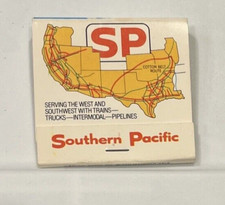 SP
COTTON BELT
ROUTE
SERVING THE WEST AND
SOUTHWEST WITH TRAINS—
TRUCKS—INTERMODAL—PIPELINES
Southern Pacific